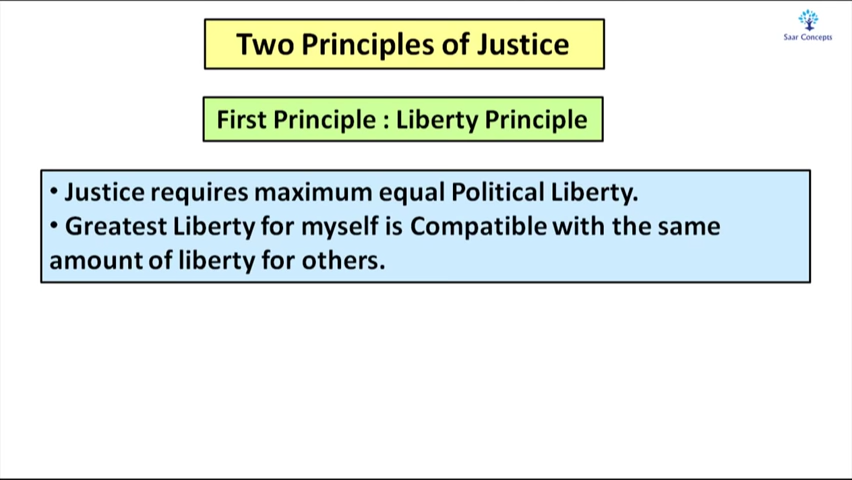 Two Principles of Justice
Saar Concepts
First Principle : Liberty Principle
• Justice requires maximum equal Political Liberty.
• Greatest Liberty for myself is Compatible with the same
amount of liberty for others.